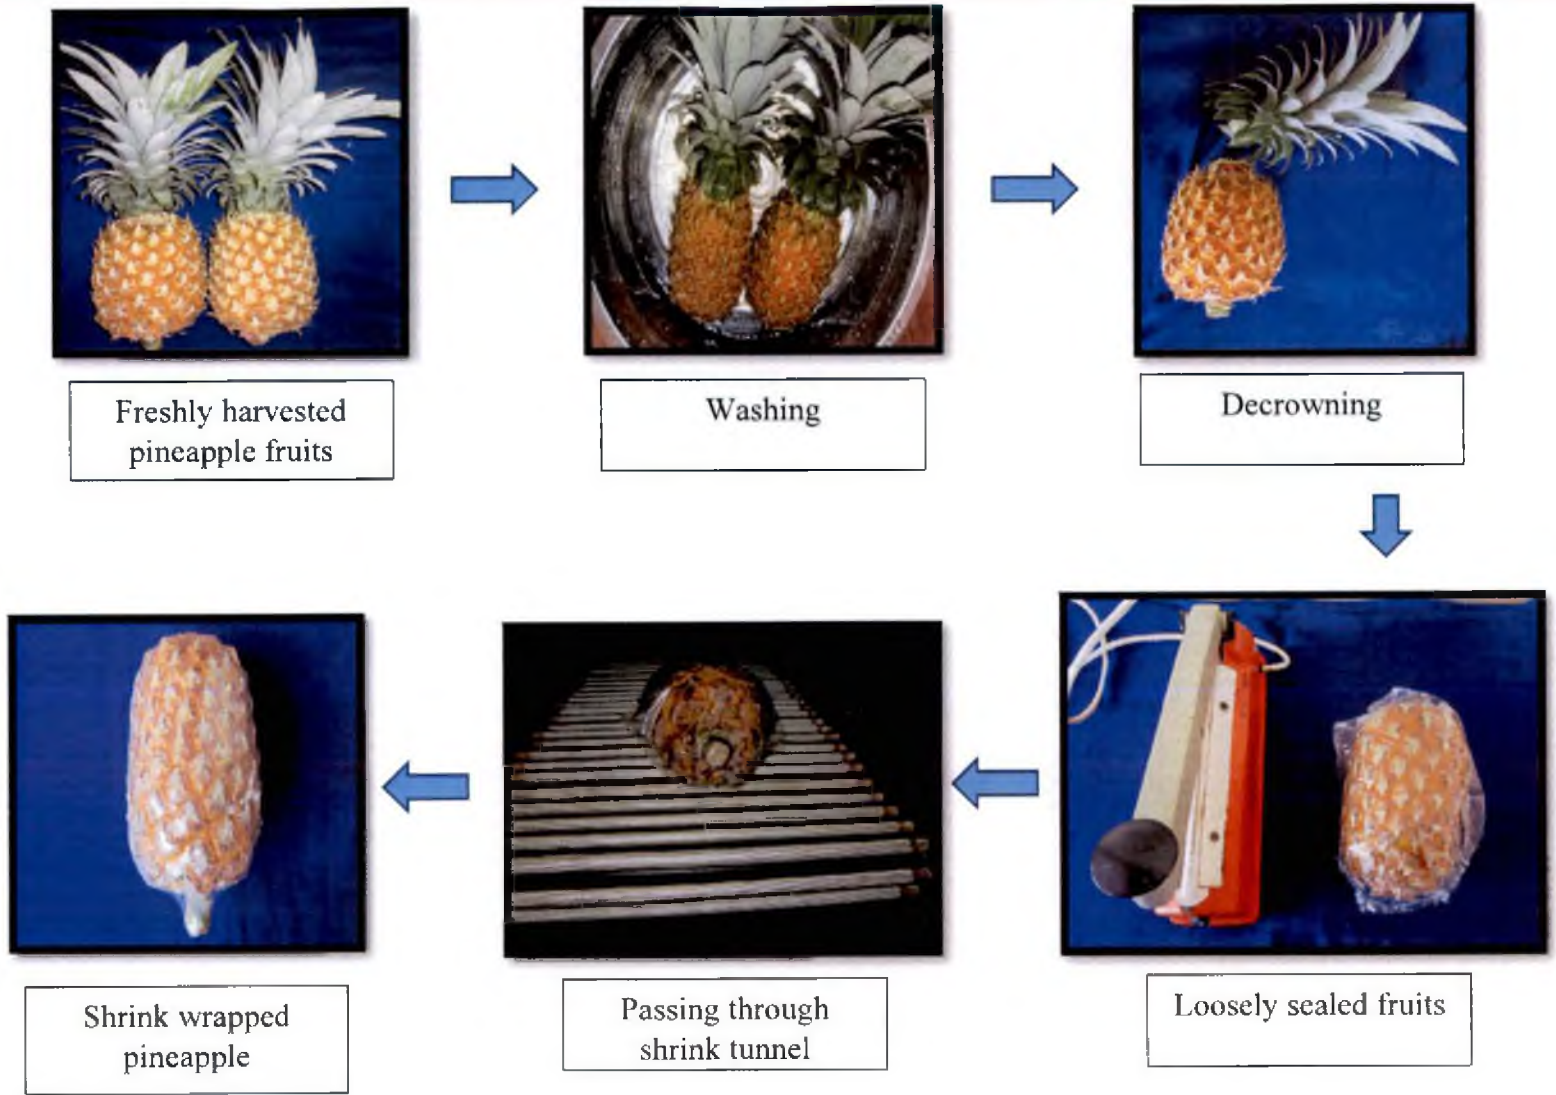 Freshly harvested
pineapple fruits
Washing
Decrowning
Loosely sealed fruits
Passing through
shrink tunnel
Shrink wrapped
pineapple